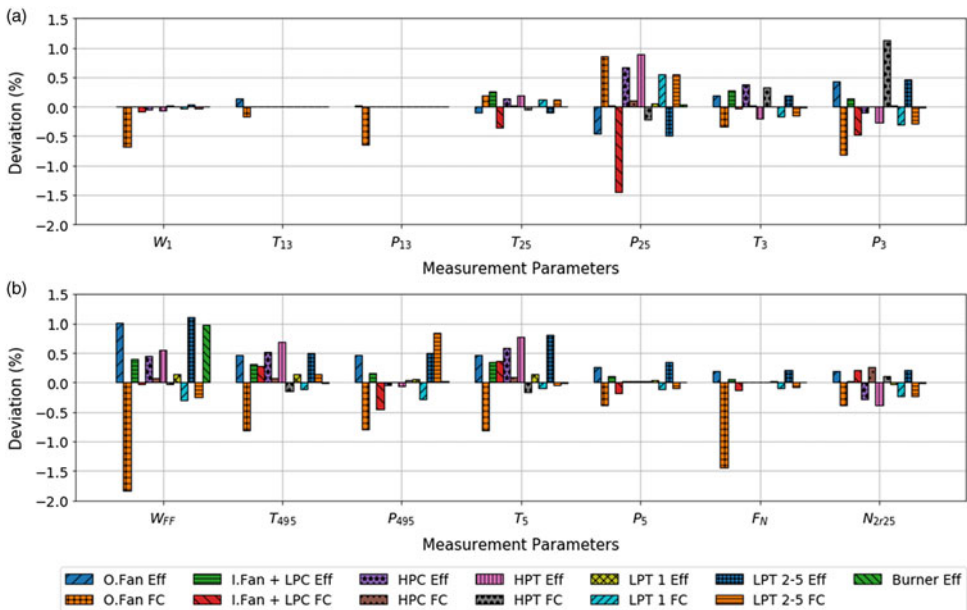 (a)
1.5
1.0
0.5
0.0
−0.5
−1.0
−1.5
−2.0
Deviation (%)
W1 T13 P13 T25 P25 T3 P3
Measurement Parameters
(b)
1.5
1.0
0.5
0.0
−0.5
−1.0
−1.5
−2.0
Deviation (%)
WFF T495 P495 T5 P5 FN N2r25
Measurement Parameters
O.Fan Eff I.Fan + LPC Eff HPC Eff HPT Eff LPT 1 Eff LPT 2-5 Eff Burner Eff
O.Fan FC I.Fan + LPC FC HPC FC HPT FC LPT 1 FC LPT 2-5 FC